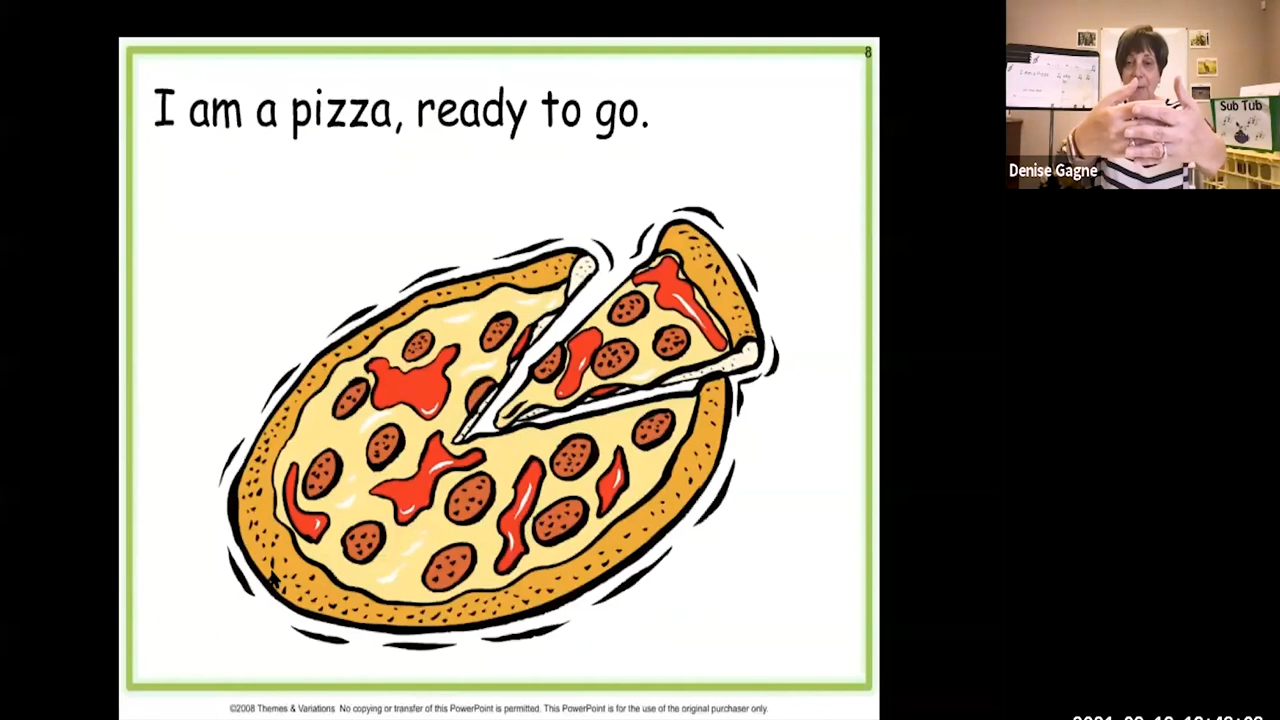 8
I am a pizza, ready to go.
Denise Gagne
Sub Tub
©2008 Themes & Variations No copying or transfer of this PowerPoint is permitted. This PowerPoint is for the use of the original purchaser only.